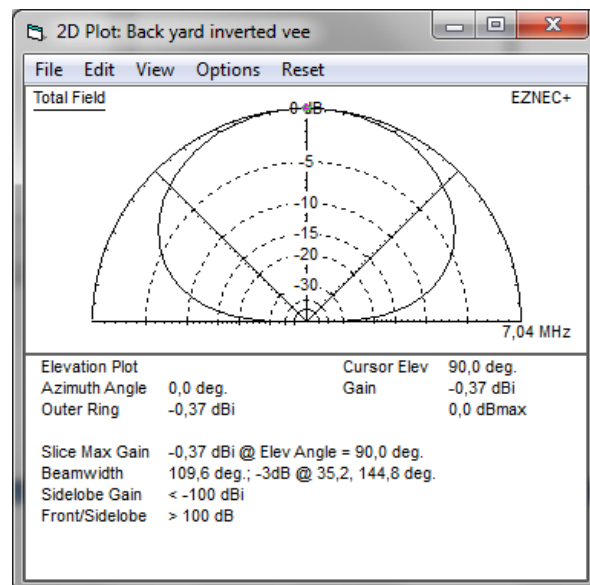 2D Plot: Back yard inverted vee
File Edit View Options Reset
Total Field
EZNEC+
0 dB
-5
-10
-15
-20
-30
7,04 MHz
Elevation Plot Cursor Elev 90,0 deg.
Azimuth Angle 0,0 deg. Gain -0,37 dBi
Outer Ring -0,37 dBi 0,0 dBmax
Slice Max Gain -0,37 dBi @ Elev Angle = 90,0 deg.
Beamwidth 109,6 deg.; -3dB @ 35,2, 144,8 deg.
Sidelobe Gain < -100 dBi
Front/Sidelobe > 100 dB